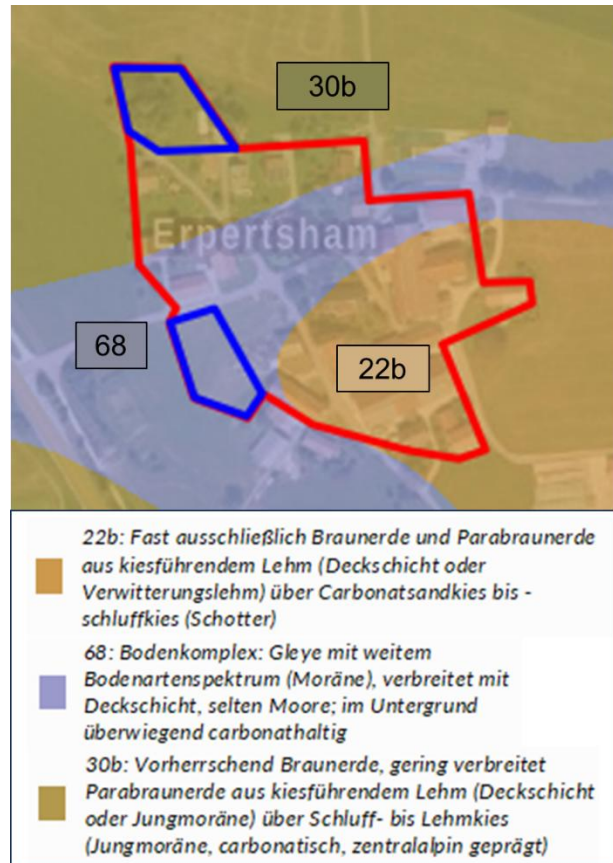 30b
Erpertsham
68
22b
22b: Fast ausschließlich Braunerde und Parabraunerde
aus kiesführendem Lehm (Deckschicht oder
Verwitterungslehm) über Carbonatsandkies bis -
schluffkies (Schotter)
68: Bodenkomplex: Gleye mit weitem
Bodenartenspektrum (Moräne), verbreitet mit
Deckschicht, selten Moore; im Untergrund
überwiegend carbonathaltig
30b: Vorherrschend Braunerde, gering verbreitet
Parabraunerde aus kiesführendem Lehm (Deckschicht
oder Jungmoräne) über Schluff- bis Lehmkies
(Jungmoräne, carbonatisch, zentralalpin geprägt)